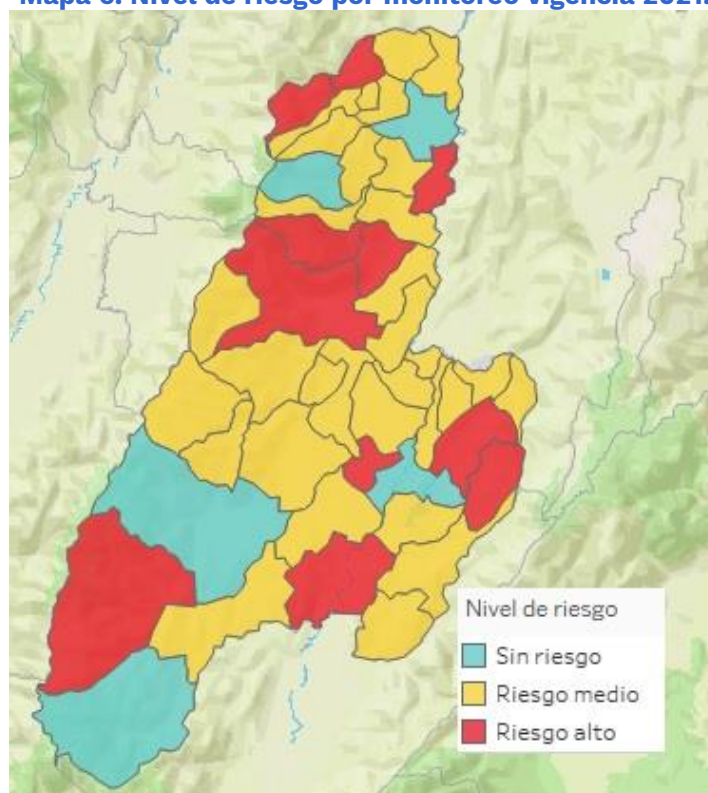 Mapa 6. Nivel de riesgo por monitoreo vigencia 2021.
Nivel de riesgo
Sin riesgo
Riesgo medio
Riesgo alto